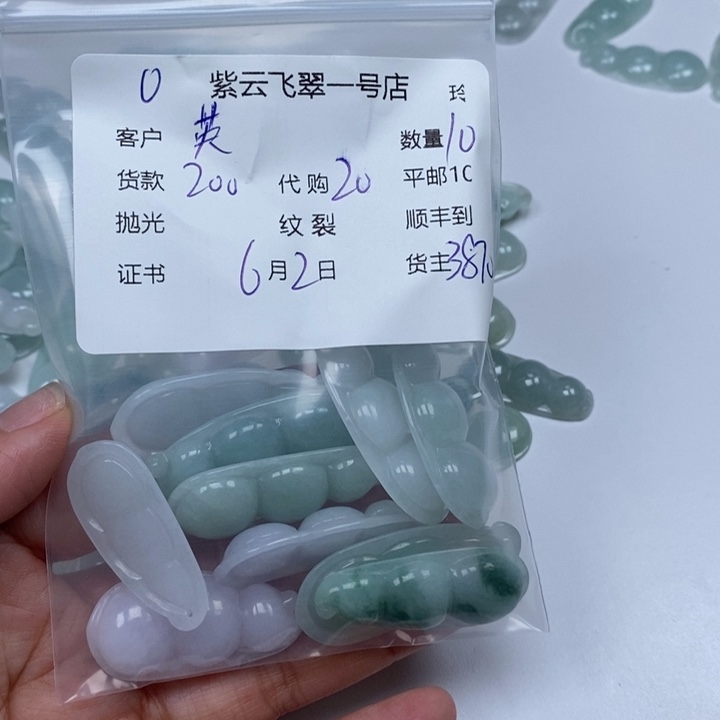 0 紫云飞翠一号店 玲
客户 英 数量 10
货款 200 代购 20 平邮1C
抛光 纹裂 顺丰到
证书 6月2日 货主 3870